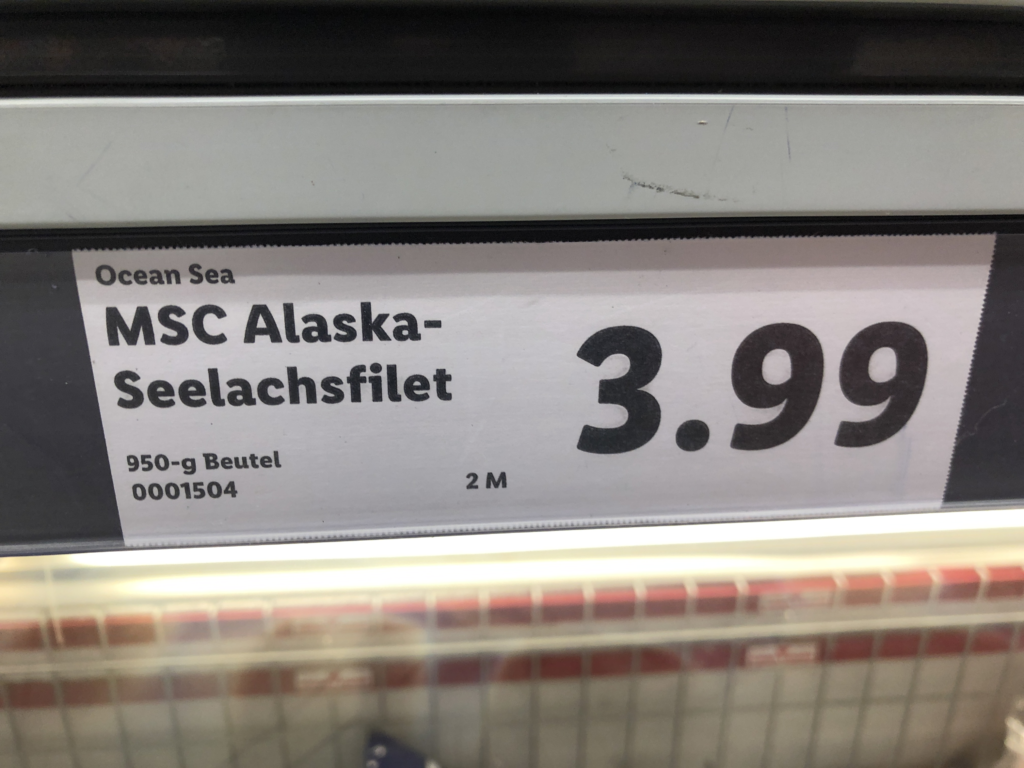 Ocean Sea
MSC Alaska-
Seelachsfilet
3.99
950-g Beutel
0001504
2 M